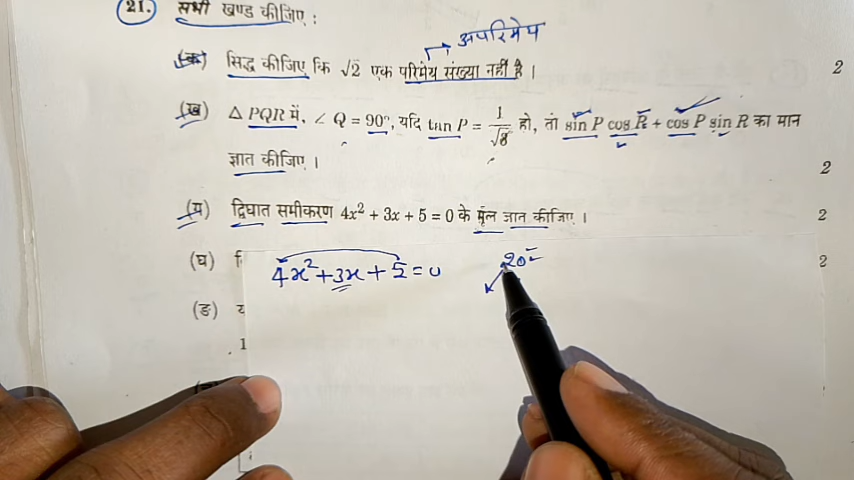 21. सभी खण्ड कीजिए :
अपरिमेय
(क) सिद्ध कीजिए कि √2 एक परिमेय संख्या नहीं है । 2
(ख) △ PQR में, ∠ Q = 90°, यदि tan P = 1/√8 हो, तो sin P cos R + cos P sin R का मान
ज्ञात कीजिए । 2
(ग) द्विघात समीकरण 4x² + 3x + 5 = 0 के मूल ज्ञात कीजिए । 2
(घ) 2
4x² + 3x + 5 = 0 20
(ङ) य
1